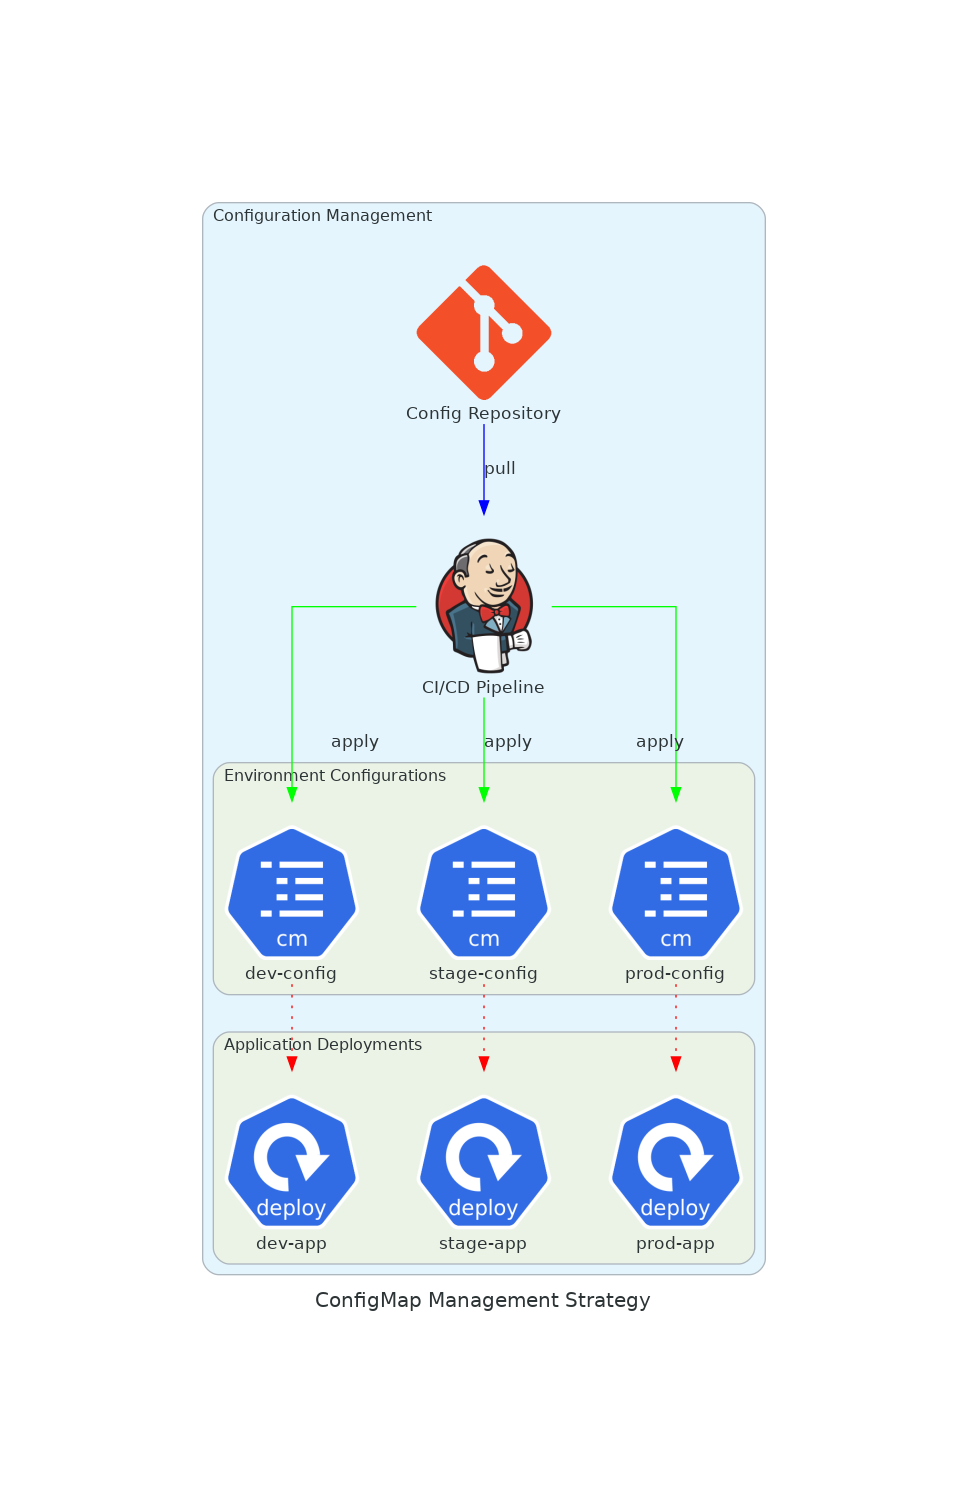 Configuration Management
Config Repository
pull
CI/CD Pipeline
apply
apply
apply
Environment Configurations
cm
cm
cm
dev-config
stage-config
prod-config
Application Deployments
deploy
deploy
deploy
dev-app
stage-app
prod-app
ConfigMap Management Strategy